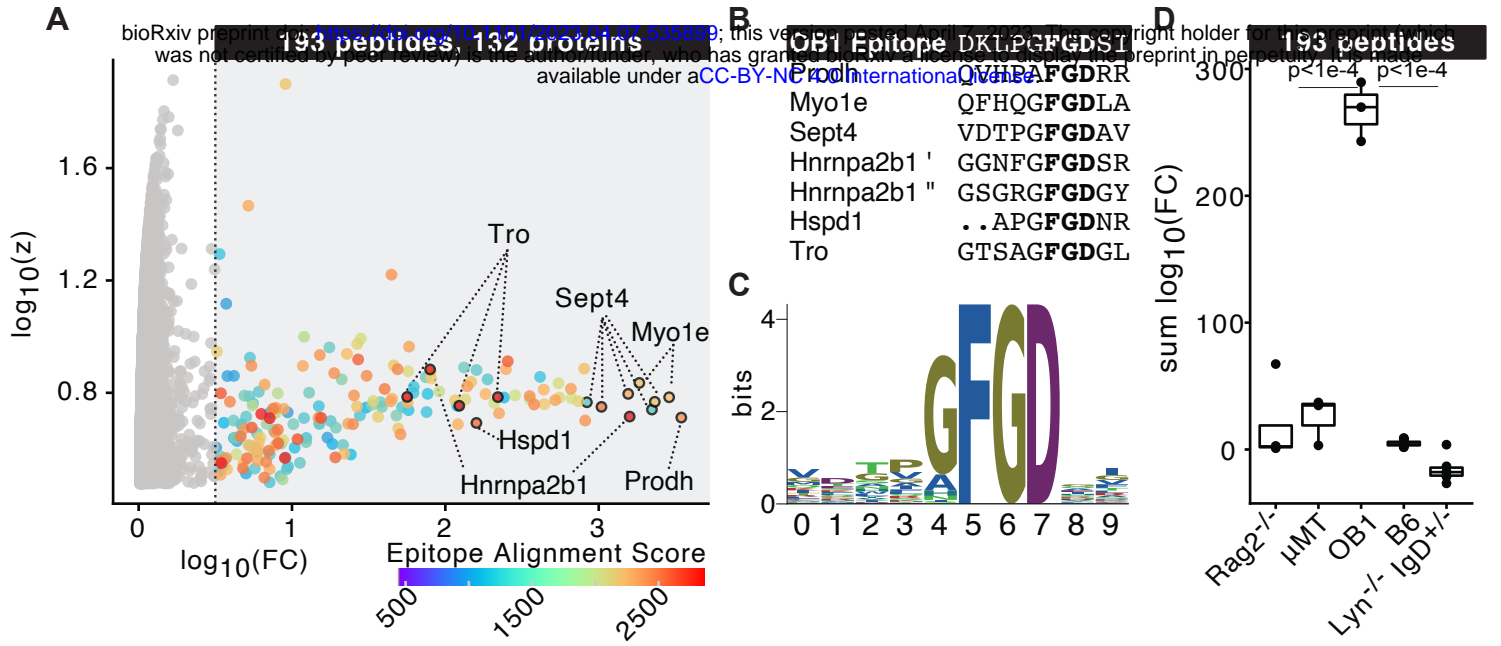 A
B
D
bioRxiv preprint doi: https://doi.org/10.1101/2023.04.07.535899; this version posted April 7, 2023. The copyright holder for this preprint (which
was not certified by peer review) is the author/funder, who has granted bioRxiv a license to display the preprint in perpetuity. It is made
available under aCC-BY-NC 4.0 International license.
193 peptides, 132 proteins
log10(z)
1.6
1.2
0.8
Tro
Sept4
Myo1e
Hspd1
Hnrnpa2b1
Prodh
0 1 2 3
log10(FC)
Epitope Alignment Score
500 1500 2500
OB1 Epitope DKLPGFGDST
Prodh QVHPAFGDRR
Myo1e QFHQGFGDLA
Sept4 VDTPGFGDAV
Hnrnpa2b1 ' GGNFGFGDSR
Hnrnpa2b1 " GSGRGFGDGY
Hspd1 ..APGFGDNR
Tro GTSAGFGDGL
C
bits
4
2
0
G F G D
0 1 2 3 4 5 6 7 8 9
193 peptides
p<1e-4 p<1e-4
sum log10(FC)
300
200
100
0
Rag2-/-
µMT
OB1
B6
Lyn-/- IgD+/-